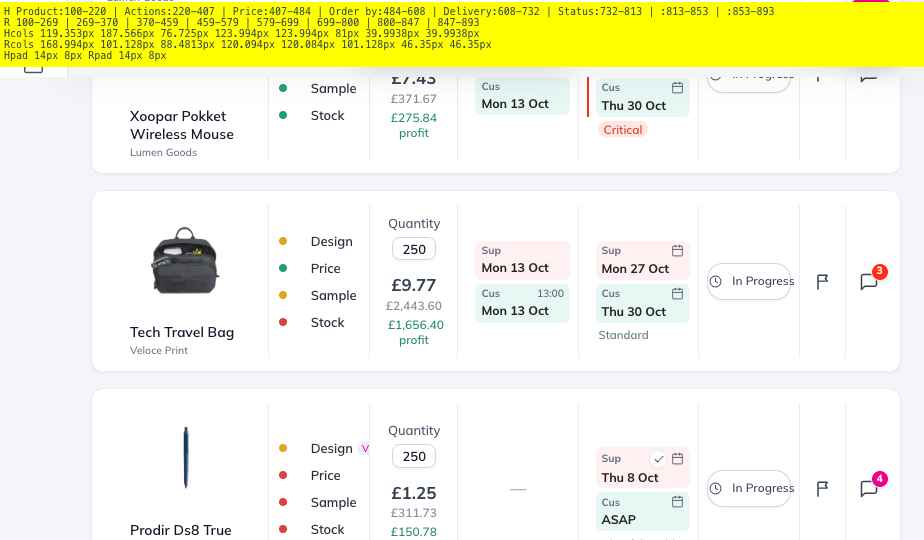 H Product:100-220 | Actions:220-407 | Price:407-484 | Order by:484-608 | Delivery:608-732 | Status:732-813 | :813-853 | :853-893
R 100-269 | 269-370 | 370-459 | 459-579 | 579-699 | 699-800 | 800-847 | 847-893
Hcols 119.353px 187.566px 76.725px 123.994px 123.994px 81px 39.9938px 39.9938px
Rcols 168.994px 101.128px 88.4813px 120.094px 120.084px 101.128px 46.35px 46.35px
Hpad 14px 8px Rpad 14px 8px
Xoopar Pokket
Wireless Mouse
Lumen Goods
Sample
Stock
£7.43
£371.67
£275.84
profit
Cus
Mon 13 Oct
Cus
Thu 30 Oct
Critical
In Progress
Tech Travel Bag
Veloce Print
Design
Price
Sample
Stock
Quantity
250
£9.77
£2,443.60
£1,656.40
profit
Sup
Mon 13 Oct
Cus 13:00
Mon 13 Oct
Sup
Mon 27 Oct
Cus
Thu 30 Oct
Standard
In Progress
3
Prodir Ds8 True
Design V
Price
Sample
Stock
Quantity
250
£1.25
£311.73
£150.78
—
Sup
Thu 8 Oct
Cus
ASAP
In Progress
4